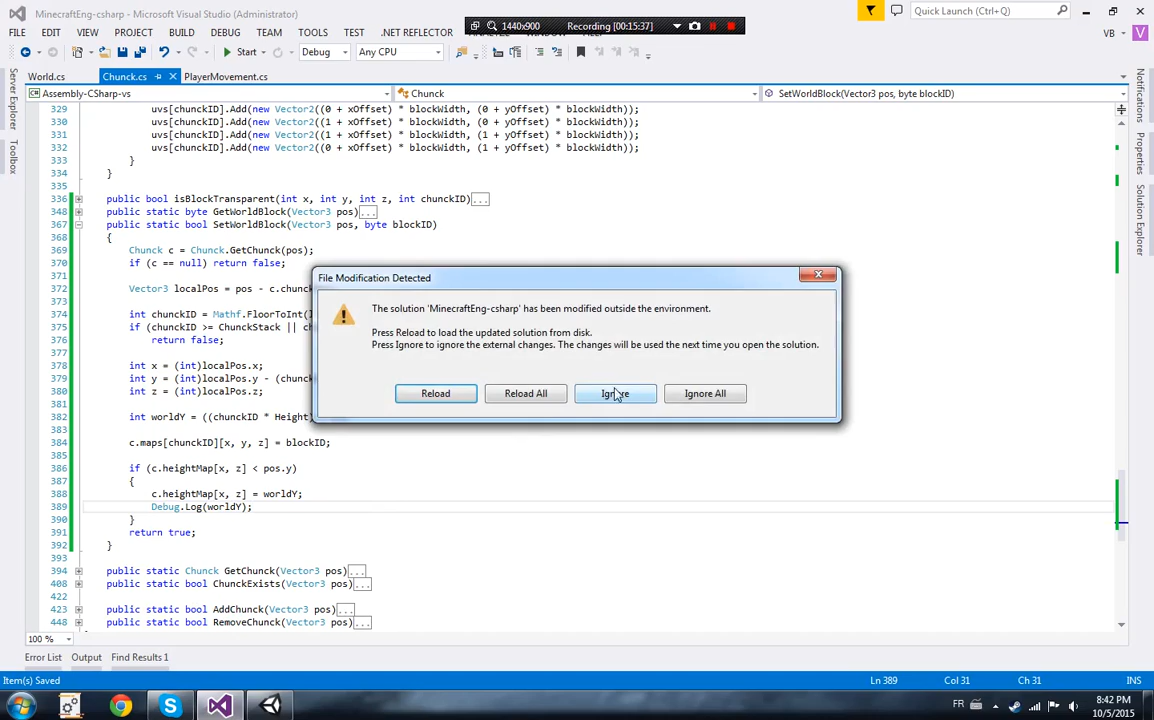 MinecraftEng-csharp - Microsoft Visual Studio (Administrator)
1440x900 Recording [00:15:37]
Quick Launch (Ctrl+Q)
FILE EDIT VIEW PROJECT BUILD DEBUG TEAM TOOLS TEST .NET REFLECTOR WINDOW HELP
VB V
Start Debug Any CPU
World.cs Chunck.cs PlayerMovement.cs
Assembly-CSharp-vs Chunck SetWorldBlock(Vector3 pos, byte blockID)
Server Explorer
Toolbox
Notifications
Properties
Solution Explorer
329 uvs[chunckID].Add(new Vector2((0 + xOffset) * blockWidth, (0 + yOffset) * blockWidth));
330 uvs[chunckID].Add(new Vector2((1 + xOffset) * blockWidth, (0 + yOffset) * blockWidth));
331 uvs[chunckID].Add(new Vector2((1 + xOffset) * blockWidth, (1 + yOffset) * blockWidth));
332 uvs[chunckID].Add(new Vector2((0 + xOffset) * blockWidth, (1 + yOffset) * blockWidth));
333 }
334 }
335
336 public bool isBlockTransparent(int x, int y, int z, int chunckID)...
348 public static byte GetWorldBlock(Vector3 pos)...
367 public static bool SetWorldBlock(Vector3 pos, byte blockID)
368 {
369 Chunck c = Chunck.GetChunck(pos);
370 if (c == null) return false;
371
372 Vector3 localPos = pos - c.chunc
374 int chunckID = Mathf.FloorToInt(
375 if (chunckID >= ChunckStack || ch
376 return false;
377
378 int x = (int)localPos.x;
379 int y = (int)localPos.y - (chunc
380 int z = (int)localPos.z;
382 int worldY = ((chunckID * Height)
384 c.maps[chunckID][x, y, z] = blockID;
385
386 if (c.heightMap[x, z] < pos.y)
387 {
388 c.heightMap[x, z] = worldY;
389 Debug.Log(worldY);
390 }
391 return true;
392 }
393
394 public static Chunck GetChunck(Vector3 pos)...
408 public static bool ChunckExists(Vector3 pos)...
422
423 public static bool AddChunck(Vector3 pos)...
448 public static bool RemoveChunck(Vector3 pos)...
File Modification Detected
The solution 'MinecraftEng-csharp' has been modified outside the environment.
Press Reload to load the updated solution from disk.
Press Ignore to ignore the external changes. The changes will be used the next time you open the solution.
Reload Reload All Ignore Ignore All
100 %
Error List Output Find Results 1
Item(s) Saved Ln 389 Col 31 Ch 31 INS
FR 8:42 PM
10/5/2015